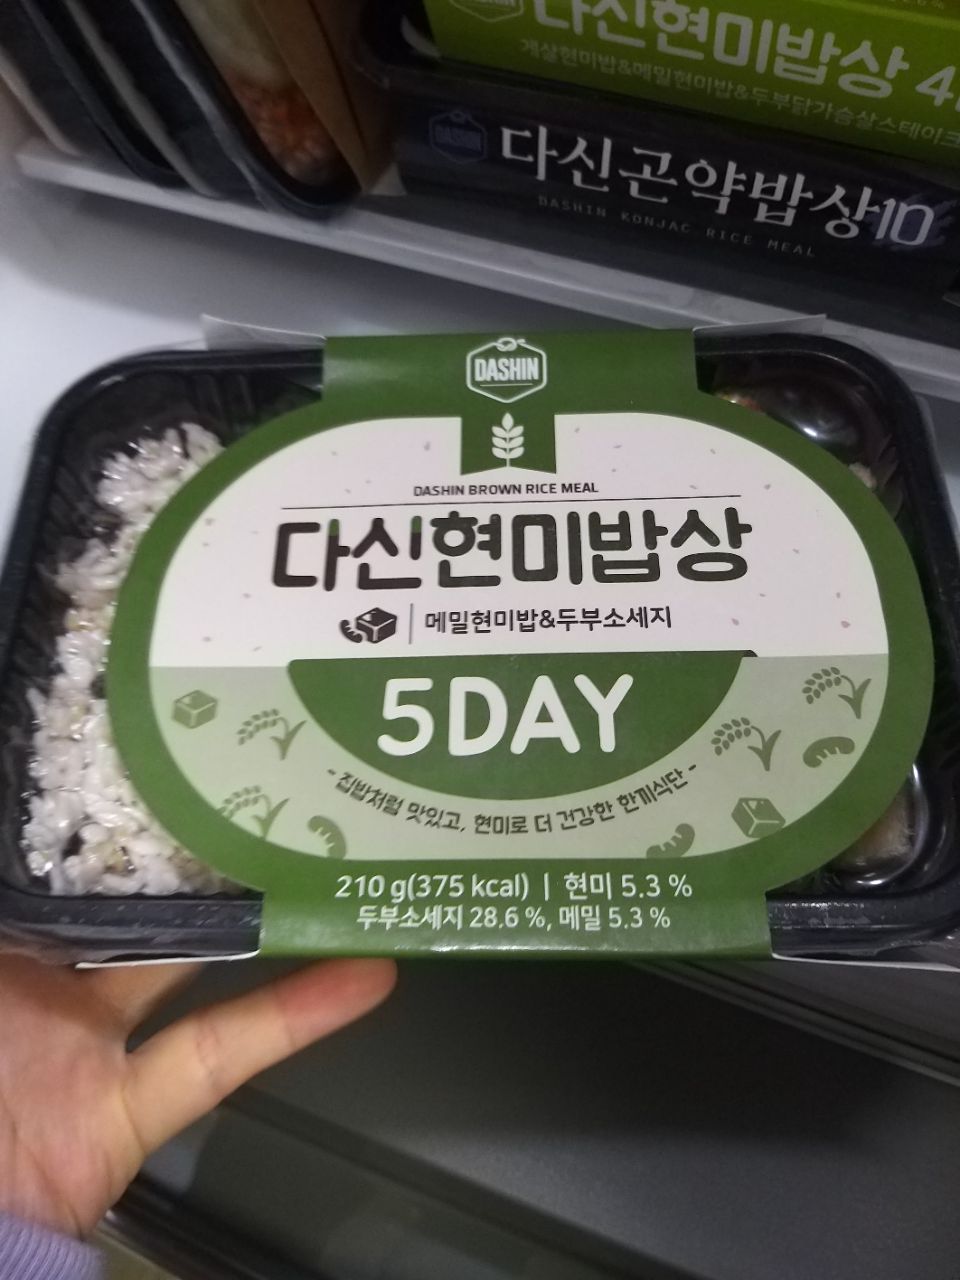 다신현미밥상 4
게살현미밥&메밀현미밥&두부닭가슴살스테이크
DASHIN
다신곤약밥상10
DASHIN KONJAC RICE MEAL
DASHIN
DASHIN BROWN RICE MEAL
다신현미밥상
메밀현미밥&두부소세지
5DAY
- 집밥처럼 맛있고, 현미로 더 건강한 한끼식단 -
210 g(375 kcal) | 현미 5.3 %
두부소세지 28.6 %, 메밀 5.3 %